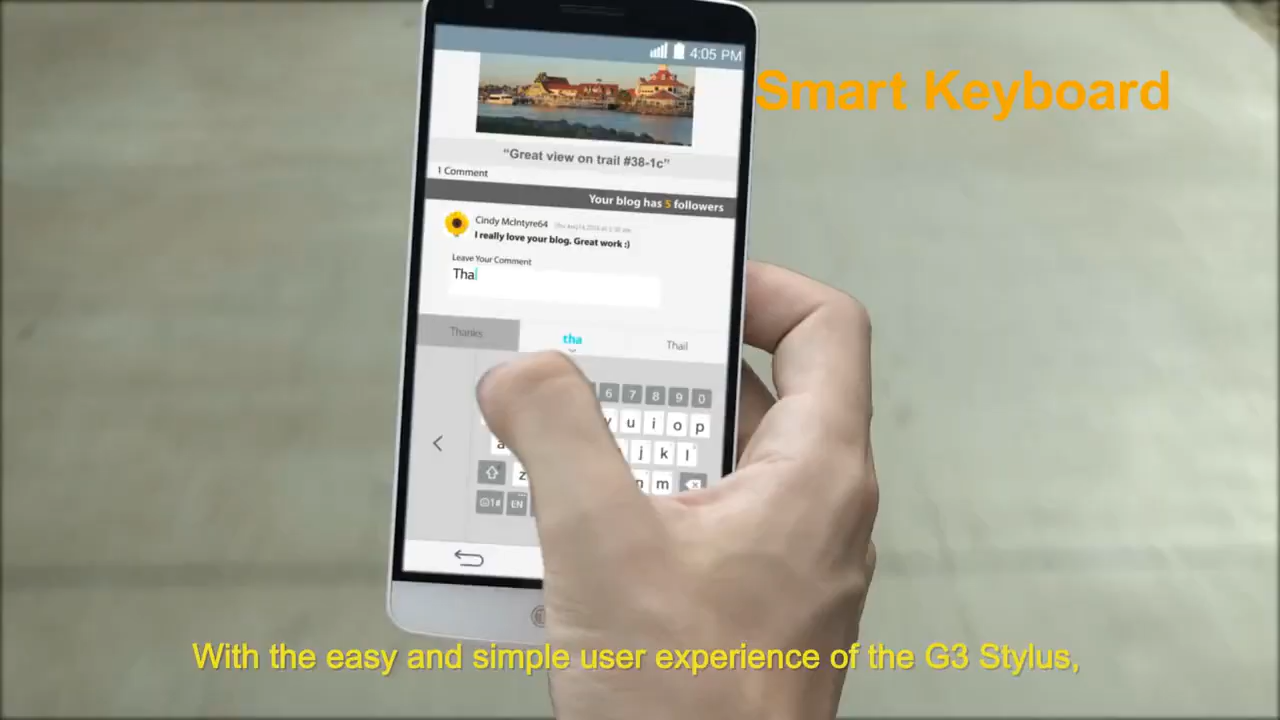 4:05 PM
Smart Keyboard
"Great view on trail #38-1c"
1 Comment
Your blog has 5 followers
Cindy McIntyre64
I really love your blog. Great work :)
Leave Your Comment
Tha
Thanks tha Thail
6 7 8 9 0
y u i o p
a j k l
z n m
1# EN
With the easy and simple user experience of the G3 Stylus,